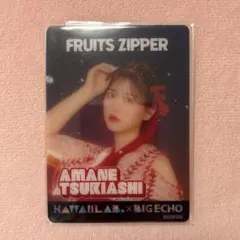 FRUITS ZIPPER
AMANE
TSUKIASHI
KAWAII LAB. × BIG ECHO